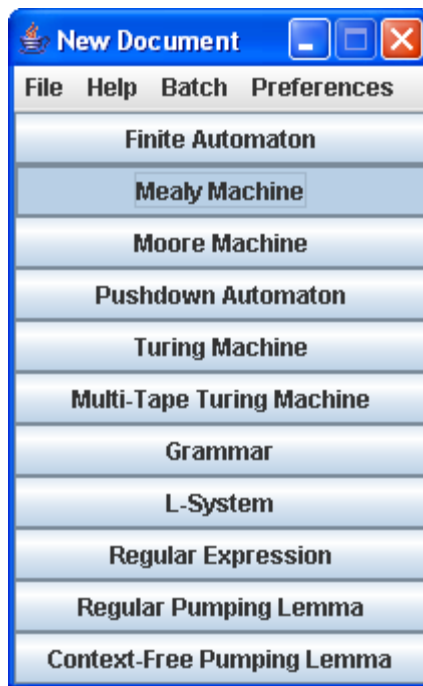 New Document
File Help Batch Preferences
Finite Automaton
Mealy Machine
Moore Machine
Pushdown Automaton
Turing Machine
Multi-Tape Turing Machine
Grammar
L-System
Regular Expression
Regular Pumping Lemma
Context-Free Pumping Lemma